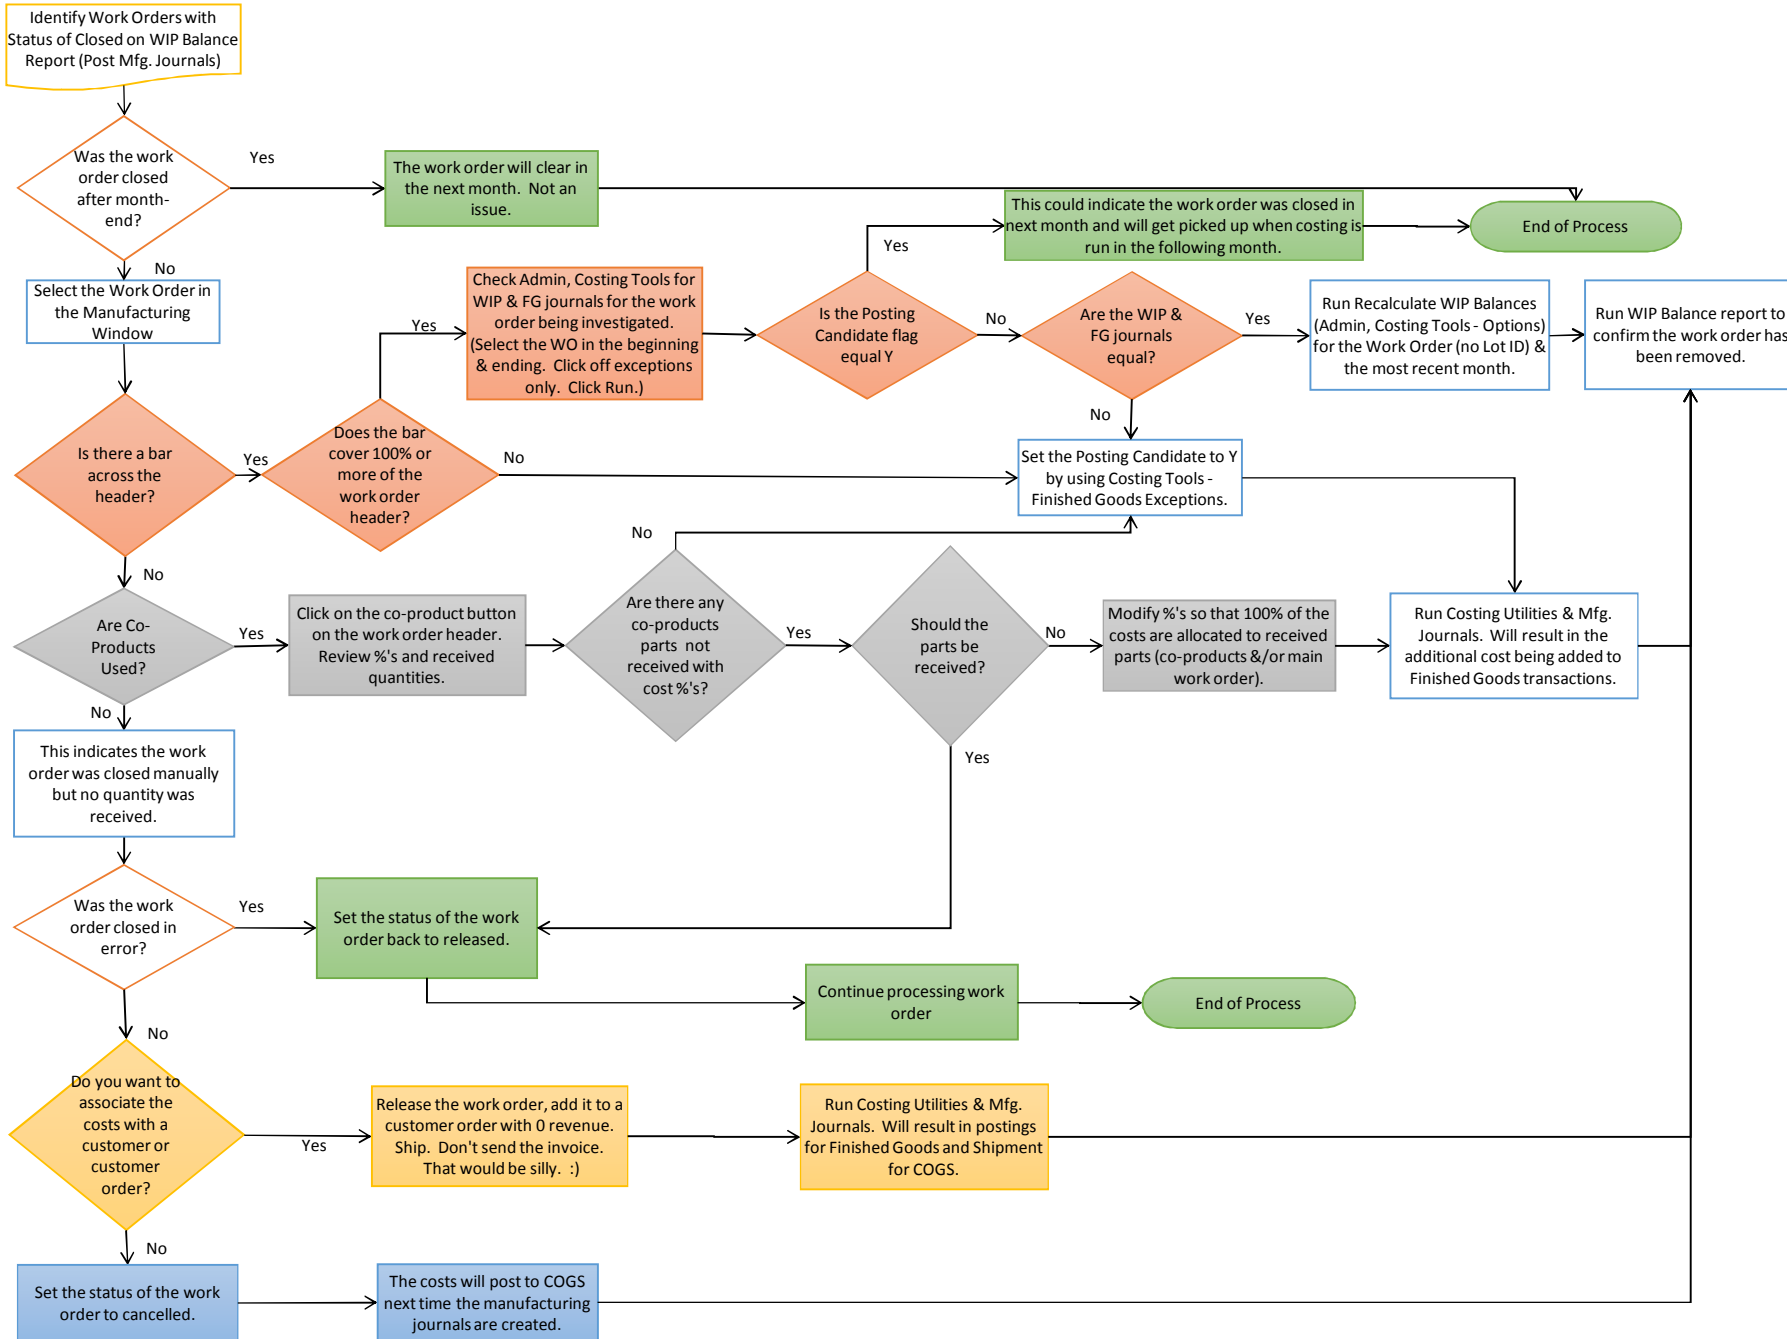 Identify Work Orders with
Status of Closed on WIP Balance
Report (Post Mfg. Journals)
Was the work
order closed
after month-
end?
Yes
The work order will clear in
the next month.  Not an
issue.
This could indicate the work order was closed in
next month and will get picked up when costing is
run in the following month.
End of Process
No
Select the Work Order in
the Manufacturing
Window
Yes
Check Admin, Costing Tools for
WIP & FG journals for the work
order being investigated.
(Select the WO in the beginning
& ending.  Click off exceptions
only.  Click Run.)
Yes
Is the Posting
Candidate flag
equal Y
No
Are the WIP &
FG journals
equal?
Yes
Run Recalculate WIP Balances
(Admin, Costing Tools - Options)
for the Work Order (no Lot ID) &
the most recent month.
Run WIP Balance report to
confirm the work order has
been removed.
No
Is there a bar
across the
header?
Yes
Does the bar
cover 100% or
more of the
work order
header?
No
Set the Posting Candidate to Y
by using Costing Tools -
Finished Goods Exceptions.
No
No
Are Co-
Products
Used?
Yes
Click on the co-product button
on the work order header.
Review %'s and received
quantities.
Are there any
co-products
parts  not
received with
cost %'s?
Yes
Should the
parts be
received?
No
Modify %'s so that 100% of the
costs are allocated to received
parts (co-products &/or main
work order).
Run Costing Utilities & Mfg.
Journals.  Will result in the
additional cost being added to
Finished Goods transactions.
No
Yes
This indicates the work
order was closed manually
but no quantity was
received.
Was the work
order closed in
error?
Yes
Set the status of the work
order back to released.
Continue processing work
order
End of Process
No
Do you want to
associate the
costs with a
customer or
customer
order?
Yes
Release the work order, add it to a
customer order with 0 revenue.
Ship.  Don't send the invoice.
That would be silly.  :)
Run Costing Utilities & Mfg.
Journals.  Will result in postings
for Finished Goods and Shipment
for COGS.
No
Set the status of the work
order to cancelled.
The costs will post to COGS
next time the manufacturing
journals are created.